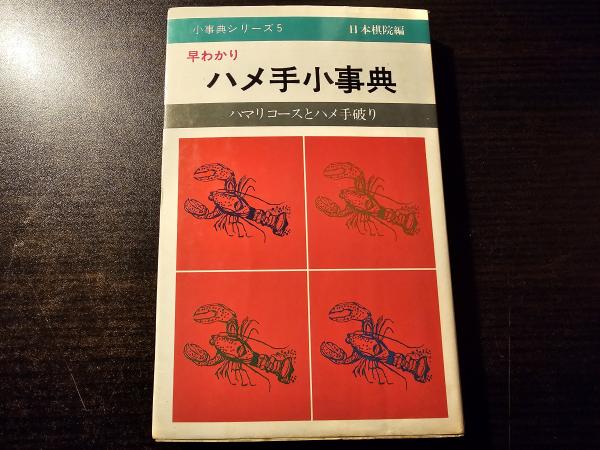 小事典シリーズ5 日本棋院編
早わかり
ハメ手小事典
ハマリコースとハメ手破り